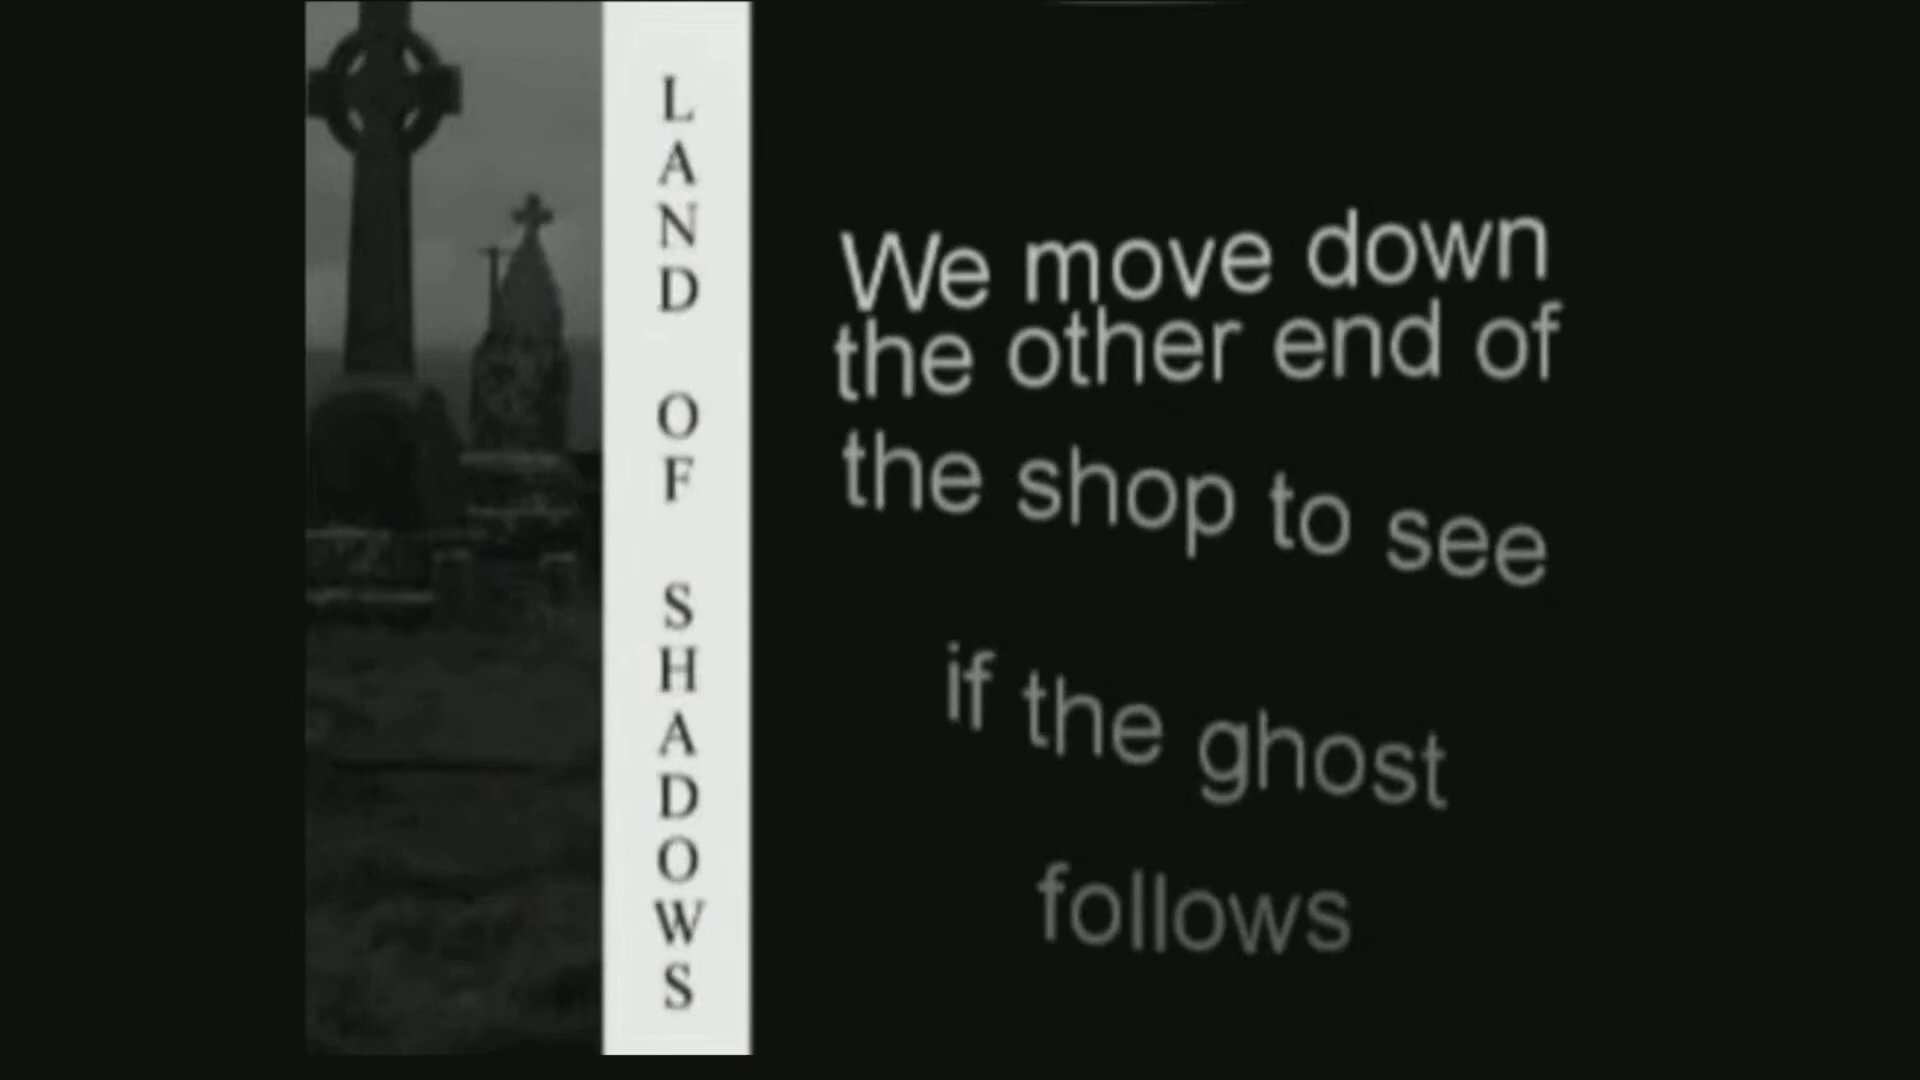 LAND OF SHADOWS
We move down
the other end of
the shop to see
if the ghost
follows